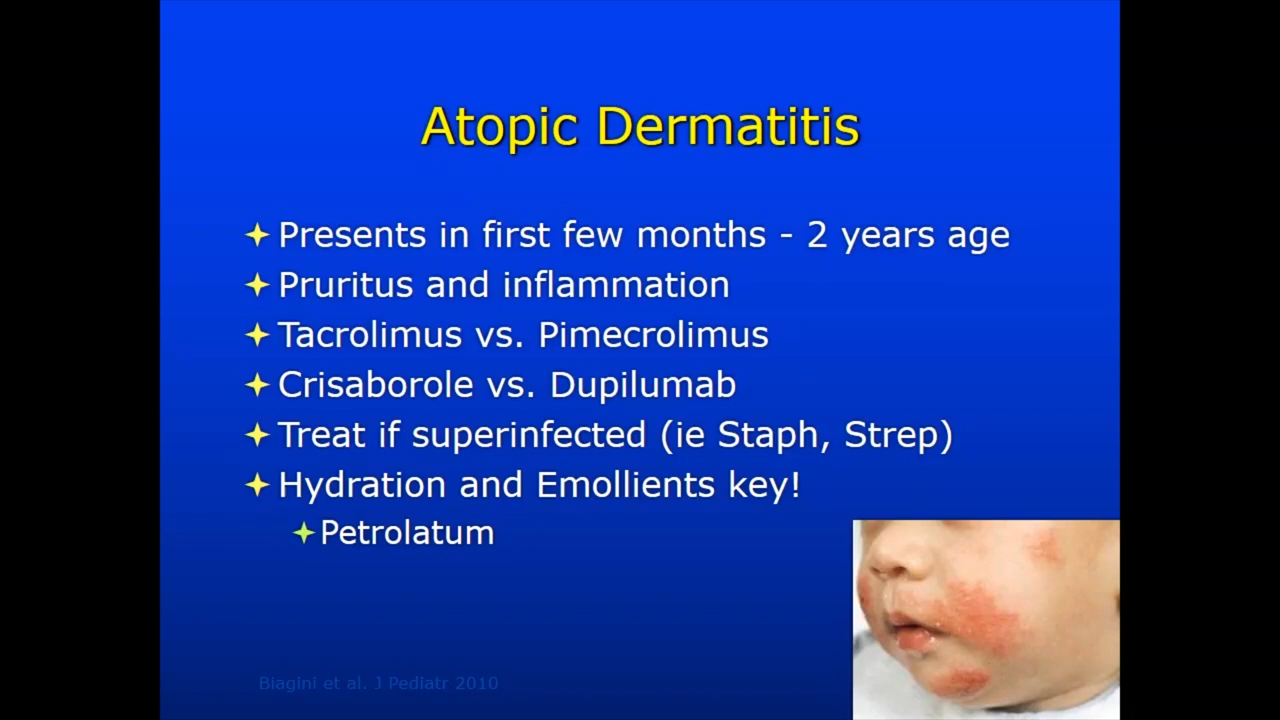 Atopic Dermatitis
Presents in first few months - 2 years age
Pruritus and inflammation
Tacrolimus vs. Pimecrolimus
Crisaborole vs. Dupilumab
Treat if superinfected (ie Staph, Strep)
Hydration and Emollients key!
Petrolatum
Biagini et al. J Pediatr 2010